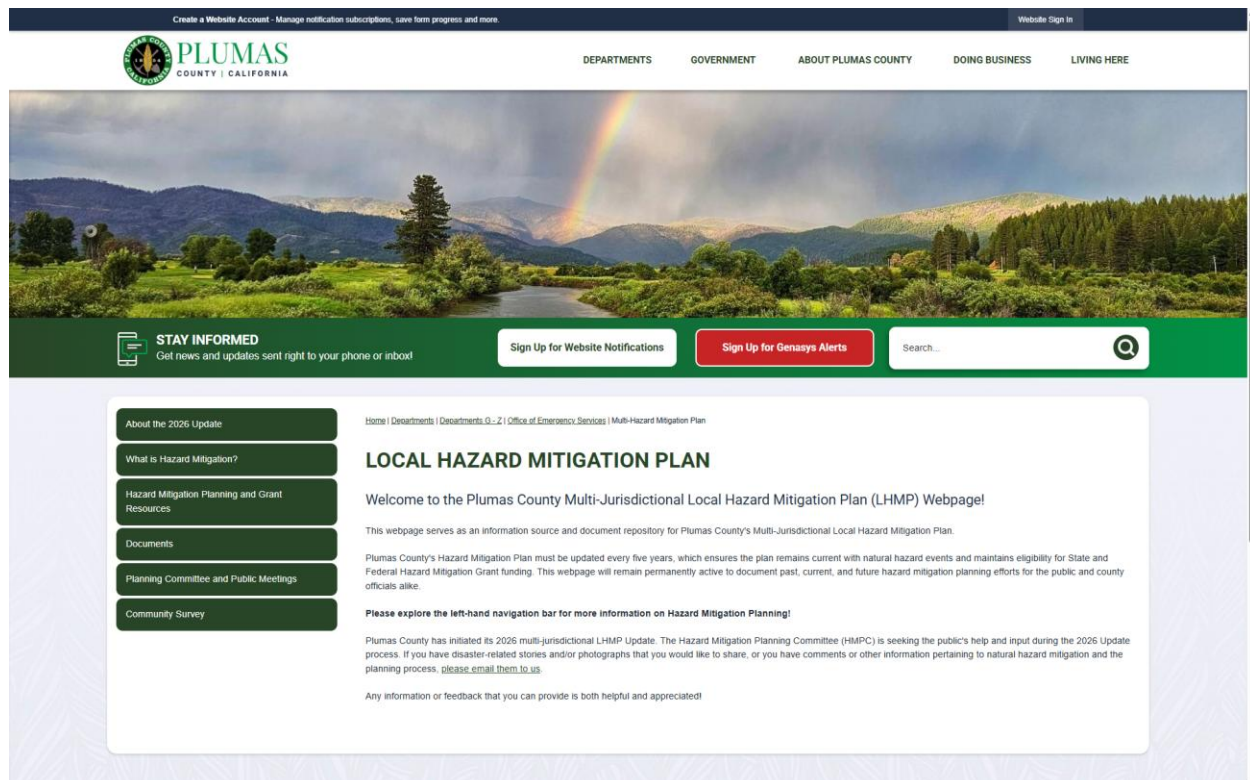 Create a Website Account - Manage notification subscriptions, save form progress and more.
Website Sign In
PLUMAS
COUNTY | CALIFORNIA
DEPARTMENTS
GOVERNMENT
ABOUT PLUMAS COUNTY
DOING BUSINESS
LIVING HERE
STAY INFORMED
Get news and updates sent right to your phone or inbox!
Sign Up for Website Notifications
Sign Up for Genasys Alerts
Search...
About the 2026 Update
What is Hazard Mitigation?
Hazard Mitigation Planning and Grant
Resources
Documents
Planning Committee and Public Meetings
Community Survey
Home | Departments | Departments G - Z | Office of Emergency Services | Multi-Hazard Mitigation Plan
LOCAL HAZARD MITIGATION PLAN
Welcome to the Plumas County Multi-Jurisdictional Local Hazard Mitigation Plan (LHMP) Webpage!
This webpage serves as an information source and document repository for Plumas County's Multi-Jurisdictional Local Hazard Mitigation Plan.
Plumas County's Hazard Mitigation Plan must be updated every five years, which ensures the plan remains current with natural hazard events and maintains eligibility for State and
Federal Hazard Mitigation Grant funding. This webpage will remain permanently active to document past, current, and future hazard mitigation planning efforts for the public and county
officials alike.
Please explore the left-hand navigation bar for more information on Hazard Mitigation Planning!
Plumas County has initiated its 2026 multi-jurisdictional LHMP Update. The Hazard Mitigation Planning Committee (HMPC) is seeking the public's help and input during the 2026 Update
process. If you have disaster-related stories and/or photographs that you would like to share, or you have comments or other information pertaining to natural hazard mitigation and the
planning process, please email them to us.
Any information or feedback that you can provide is both helpful and appreciated!